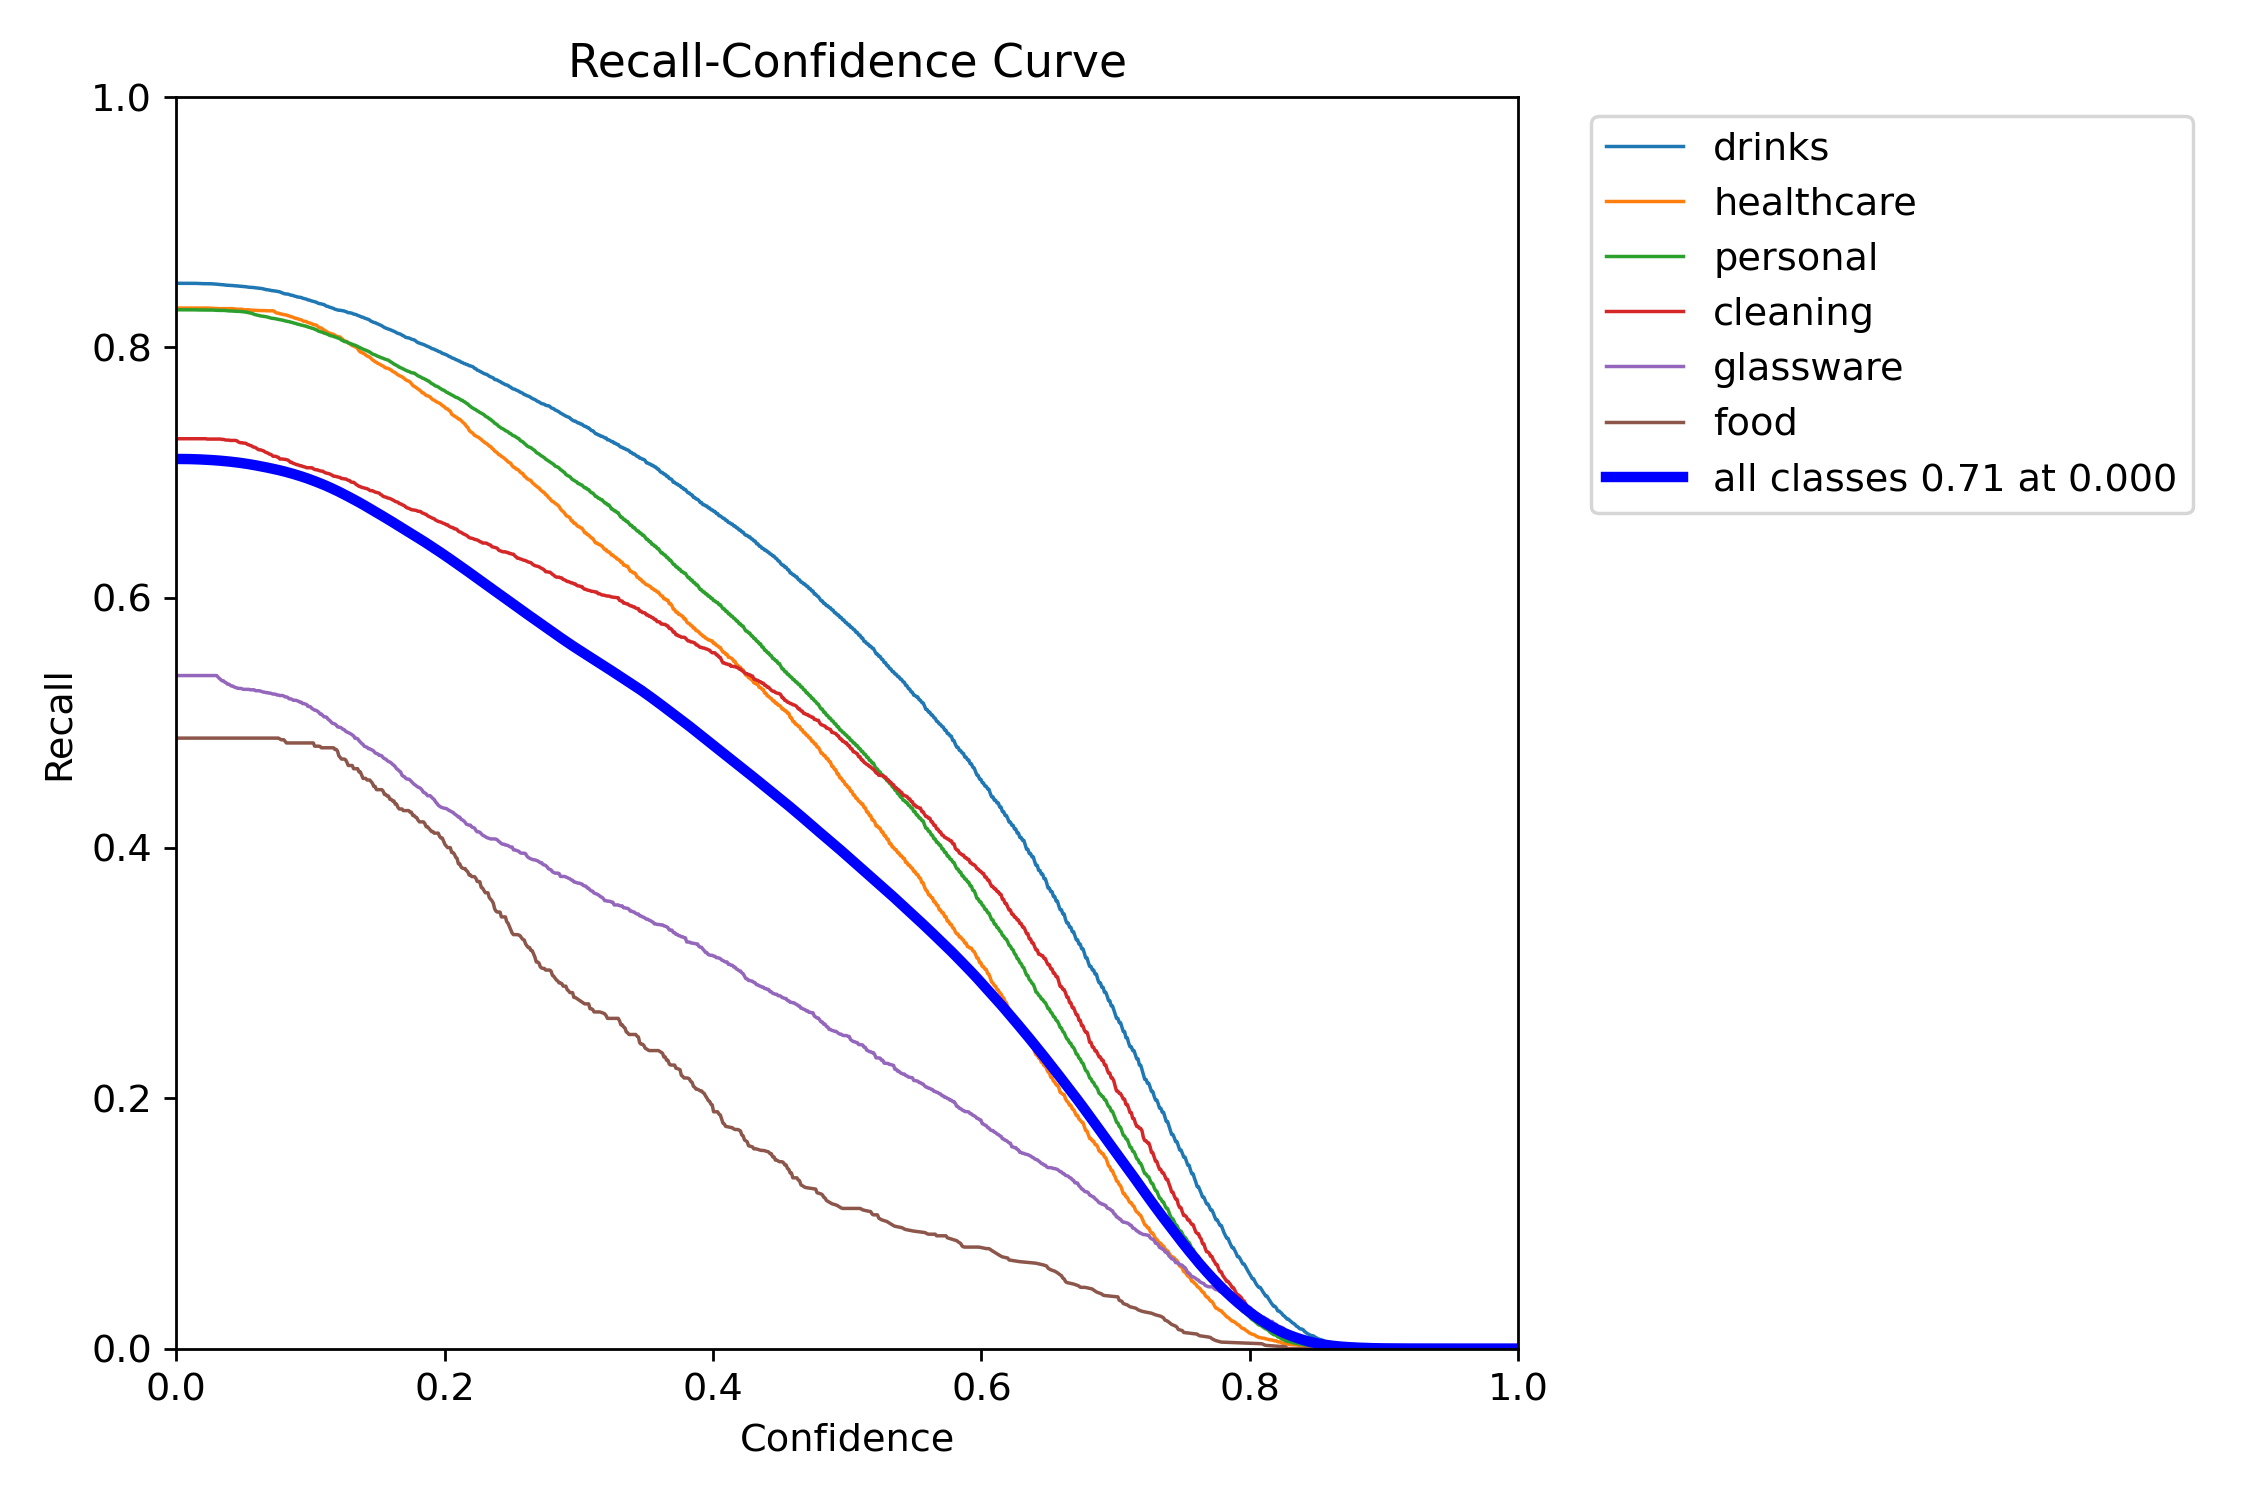 Recall-Confidence Curve
1.0
0.8
0.6
0.4
0.2
0.0
Recall
0.0 0.2 0.4 0.6 0.8 1.0
Confidence
drinks
healthcare
personal
cleaning
glassware
food
all classes 0.71 at 0.000